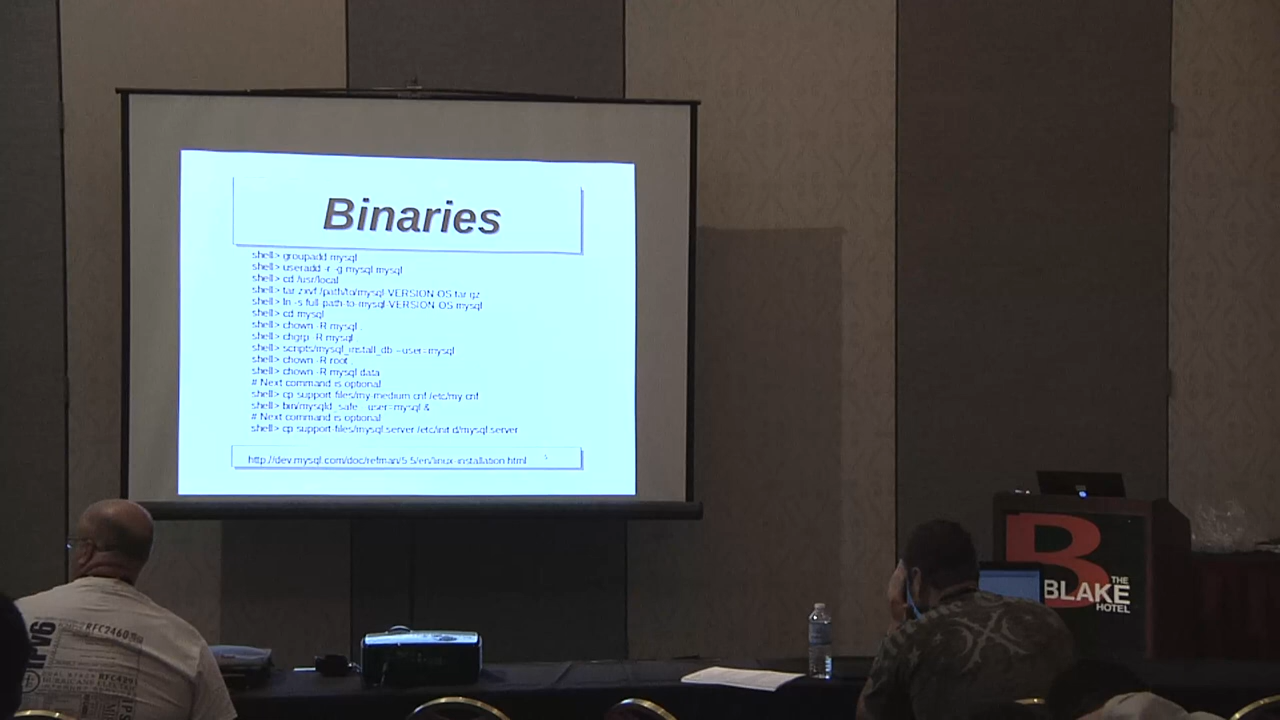 Binaries
shell> groupadd mysql
shell> useradd -r -g mysql mysql
shell> cd /usr/local
shell> tar zxvf /path/to/mysql-VERSION-OS.tar.gz
shell> ln -s full-path-to-mysql-VERSION-OS mysql
shell> cd mysql
shell> chown -R mysql .
shell> chgrp -R mysql .
shell> scripts/mysql_install_db --user=mysql
shell> chown -R root .
shell> chown -R mysql data
# Next command is optional
shell> cp support-files/my-medium.cnf /etc/my.cnf
shell> bin/mysqld_safe --user=mysql &
# Next command is optional
shell> cp support-files/mysql.server /etc/init.d/mysql.server
http://dev.mysql.com/doc/refman/5.5/en/linux-installation.html
B
THE
BLAKE
HOTEL
RFC2460
HURRICANE ELECTRIC